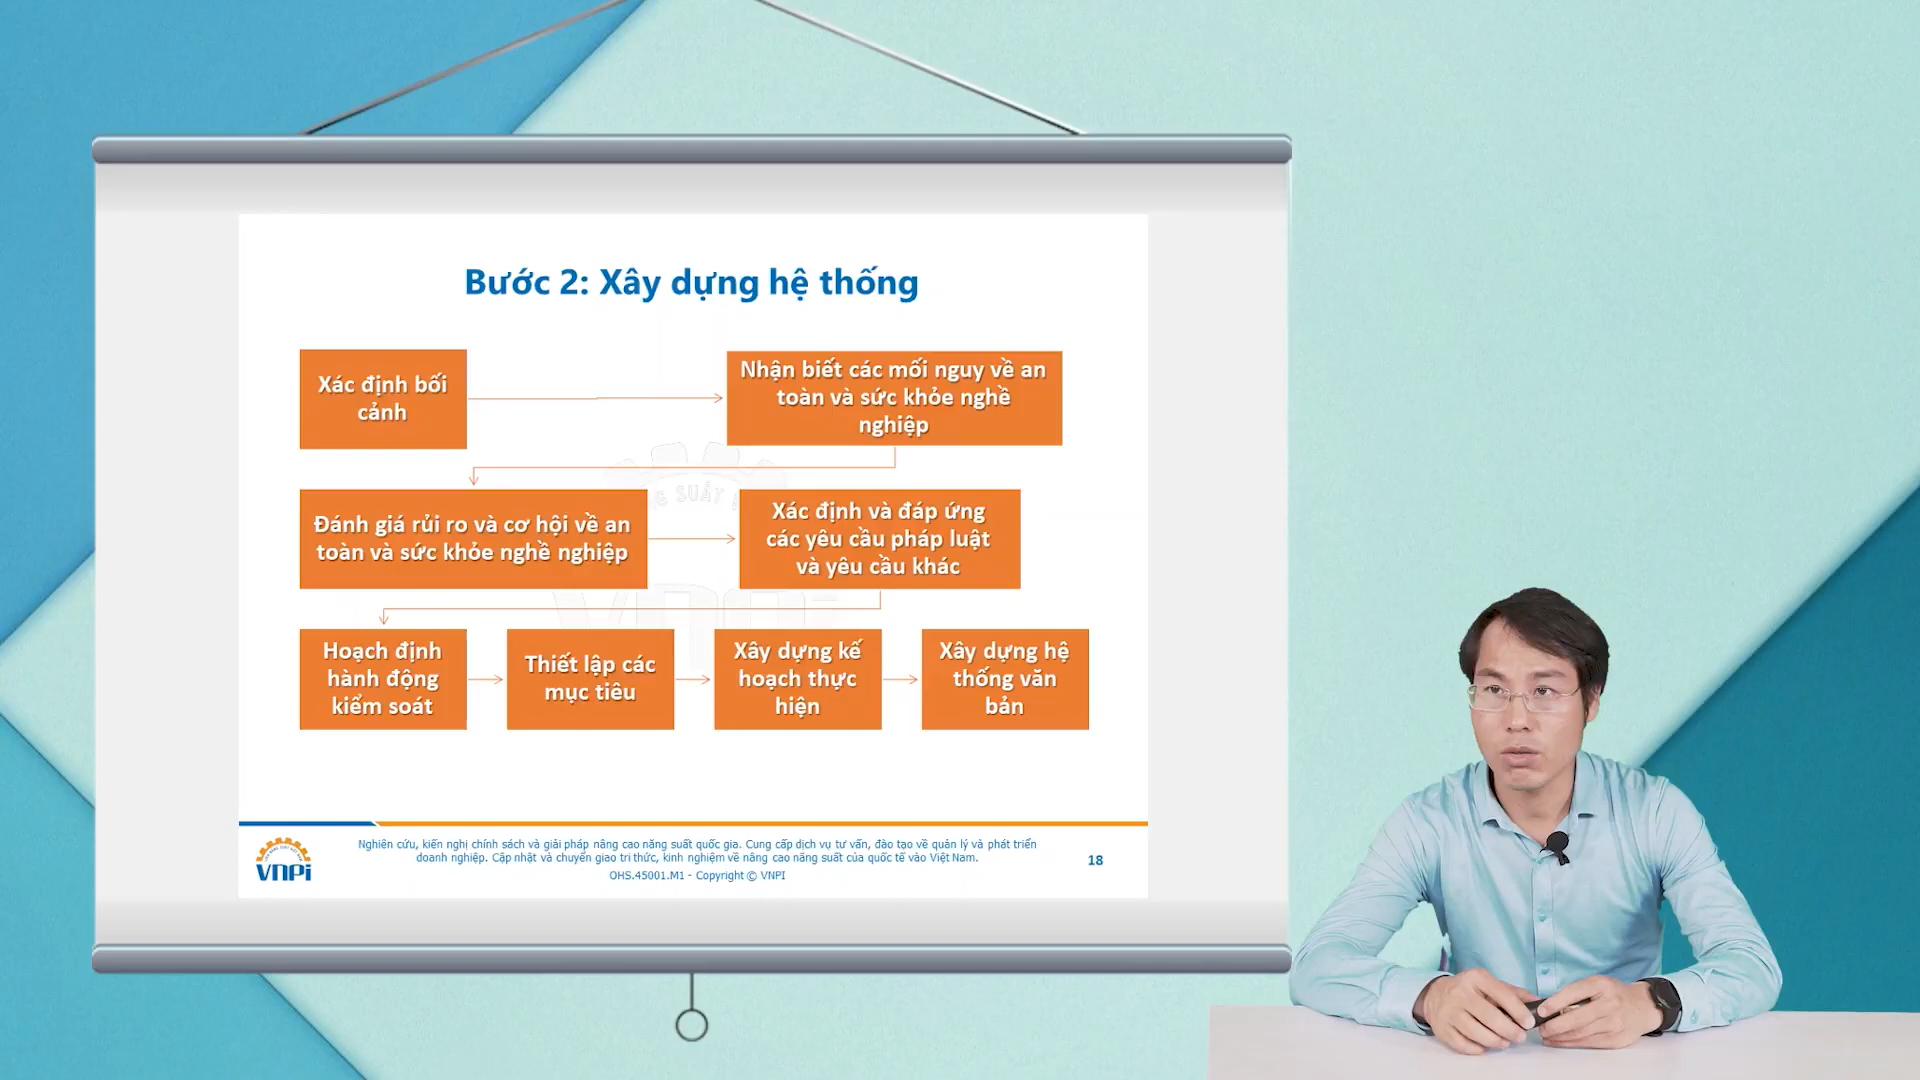 Bước 2: Xây dựng hệ thống
Xác định bối
cảnh
Nhận biết các mối nguy về an
toàn và sức khỏe nghề
nghiệp
Đánh giá rủi ro và cơ hội về an
toàn và sức khỏe nghề nghiệp
Xác định và đáp ứng
các yêu cầu pháp luật
và yêu cầu khác
Hoạch định
hành động
kiểm soát
Thiết lập các
mục tiêu
Xây dựng kế
hoạch thực
hiện
Xây dựng hệ
thống văn
bản
SUẤT
VNPi
Nghiên cứu, kiến nghị chính sách và giải pháp nâng cao năng suất quốc gia. Cung cấp dịch vụ tư vấn, đào tạo về quản lý và phát triển
doanh nghiệp. Cập nhật và chuyển giao tri thức, kinh nghiệm về nâng cao năng suất của quốc tế vào Việt Nam.
OHS.45001.M1 - Copyright © VNPI
18